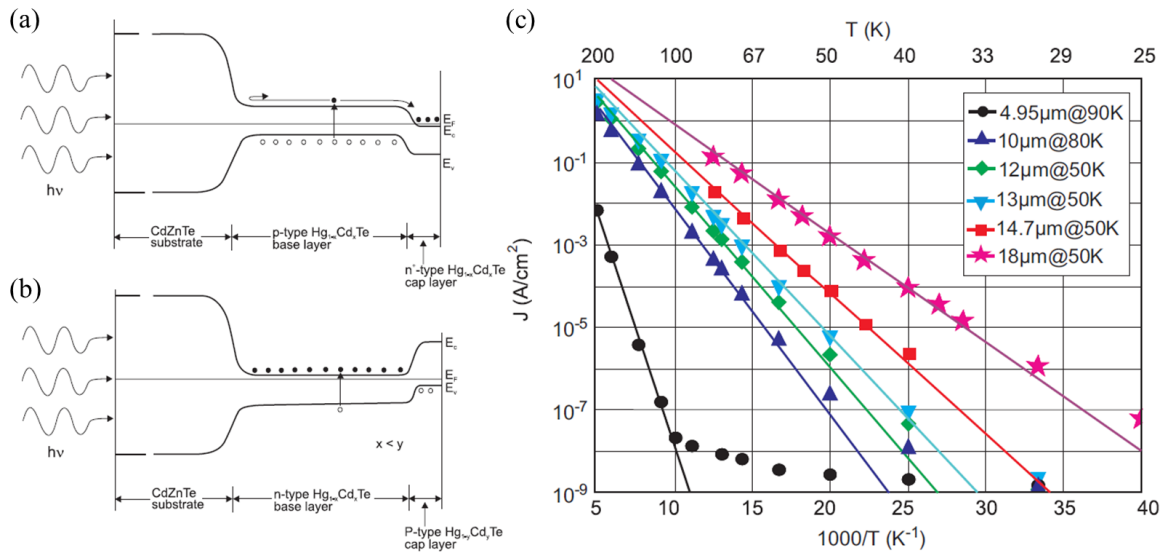 (a)
E_F
E_c
E_v
hν
CdZnTe
substrate
p-type Hg₁₋ₓCdₓTe
base layer
n⁺-type Hg₁₋ₓCdₓTe
cap layer
(b)
E_c
E_F
E_v
hν
x < y
CdZnTe
substrate
n-type Hg₁₋ₓCdₓTe
base layer
P-type Hg₁₋yCdyTe
cap layer
(c)
T (K)
200 100 67 50 40 33 29 25
J (A/cm²)
10¹
10⁻¹
10⁻³
10⁻⁵
10⁻⁷
10⁻⁹
4.95µm@90K
10µm@80K
12µm@50K
13µm@50K
14.7µm@50K
18µm@50K
5 10 15 20 25 30 35 40
1000/T (K⁻¹)